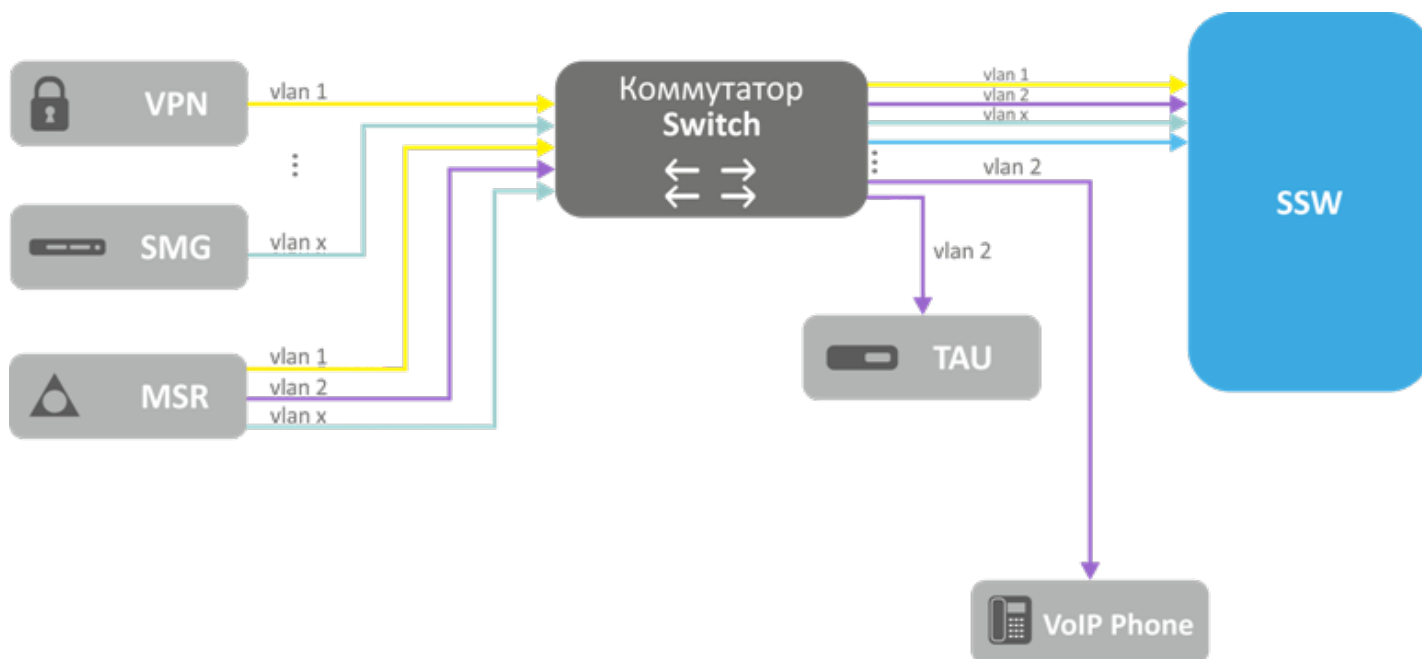 VPN
vlan 1
⋮
SMG
vlan x
MSR
vlan 1
vlan 2
vlan x
Коммутатор
Switch
vlan 1
vlan 2
vlan x
⋮
vlan 2
vlan 2
SSW
TAU
VoIP Phone